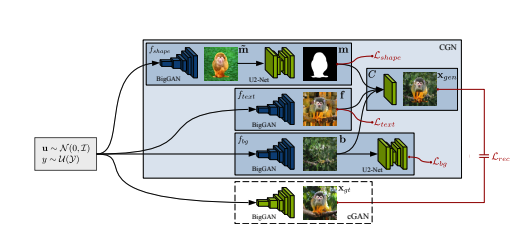 CGN
f_shape
m̃
m
BigGAN
U2-Net
ℒ_shape
C
x_gen
f_text
f
BigGAN
ℒ_text
f_bg
b
BigGAN
U2-Net
ℒ_bg
u ∼ 𝒩(0, ℐ)
y ∼ 𝒰(𝒴)
ℒ_rec
x_gt
BigGAN
cGAN